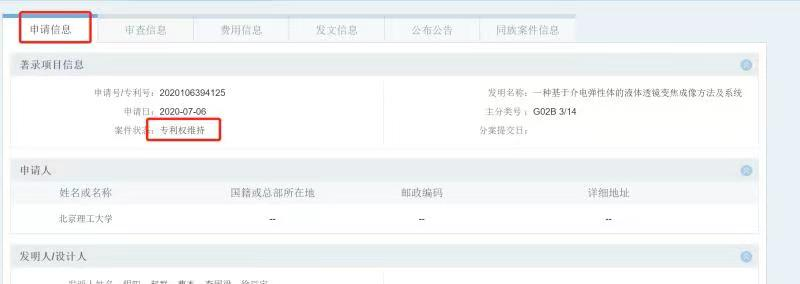 申请信息 审查信息 费用信息 发文信息 公布公告 同族案件信息
著录项目信息
申请号/专利号： 2020106394125 发明名称： 一种基于介电弹性体的液体透镜变焦成像方法及系统
申请日： 2020-07-06 主分类号： G02B 3/14
案件状态： 专利权维持 分案提交日：
申请人
姓名或名称 国籍或总部所在地 邮政编码 详细地址
北京理工大学 -- -- --
发明人/设计人
发明人姓名